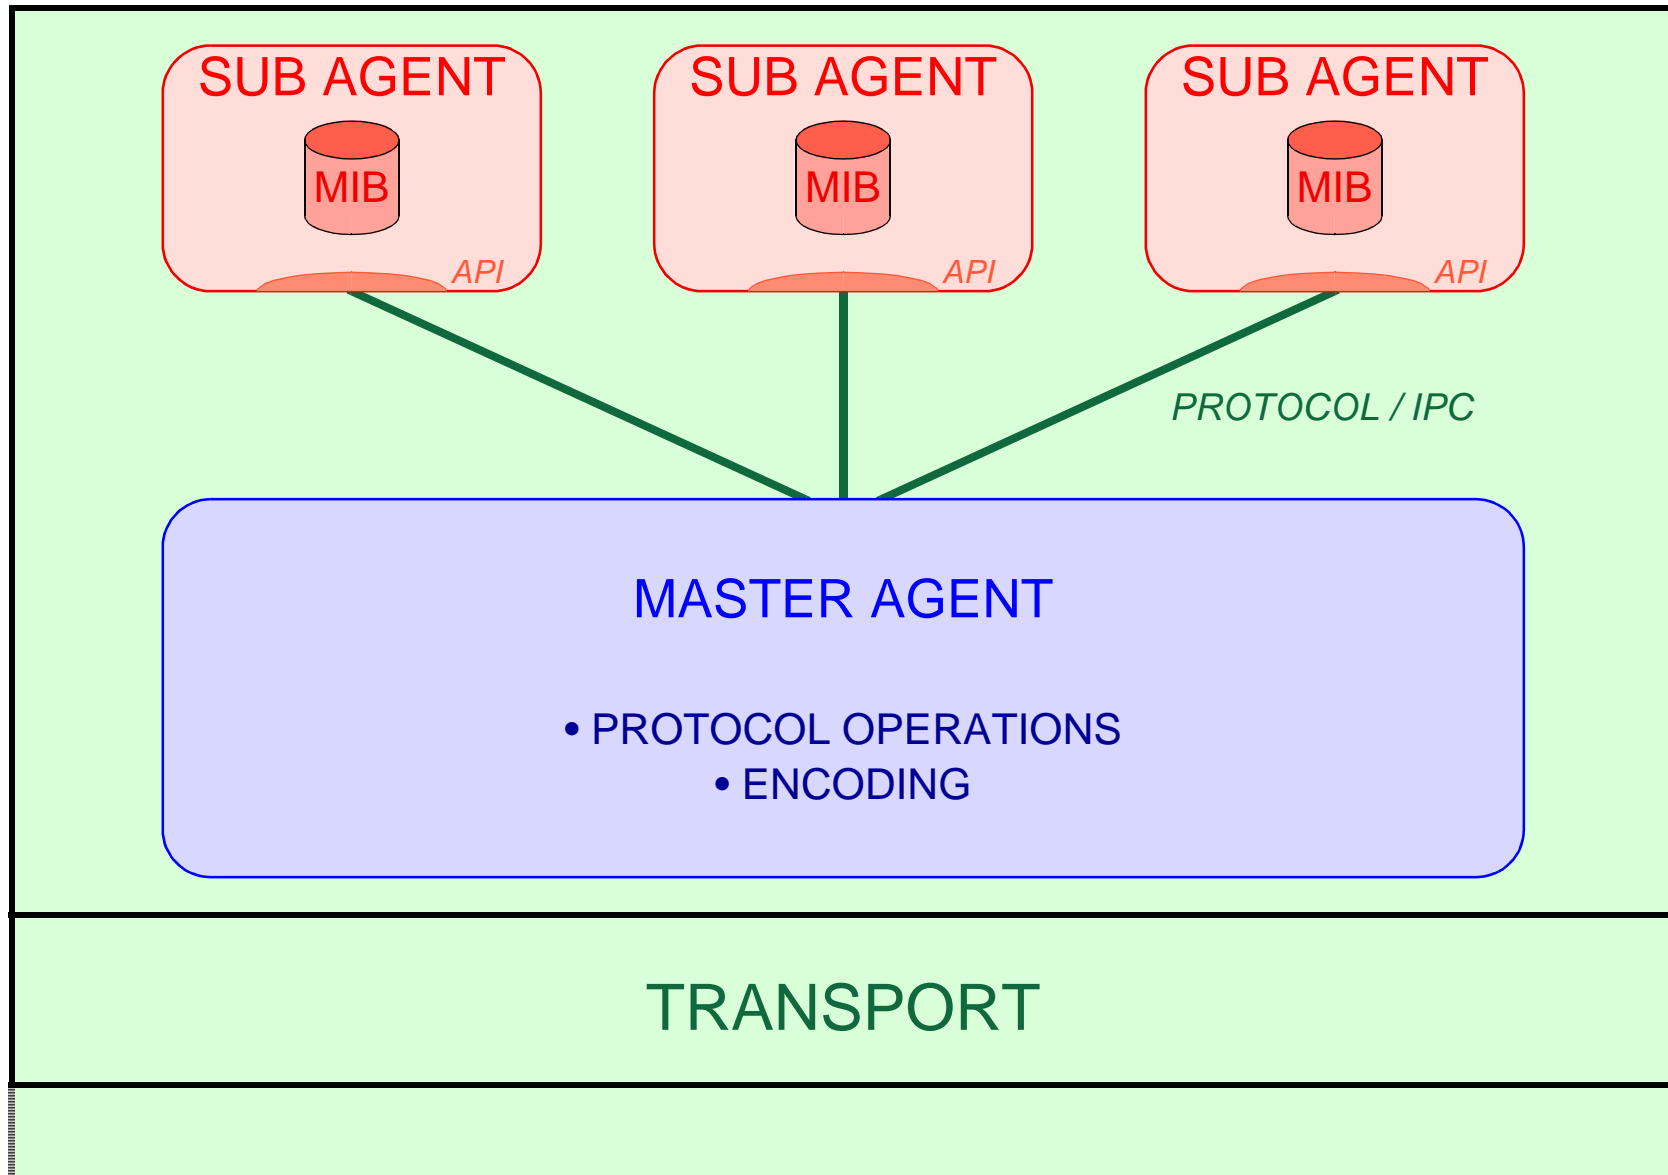 SUB AGENT
SUB AGENT
SUB AGENT
MIB
MIB
MIB
API
API
API
PROTOCOL / IPC
MASTER AGENT
• PROTOCOL OPERATIONS
• ENCODING
TRANSPORT